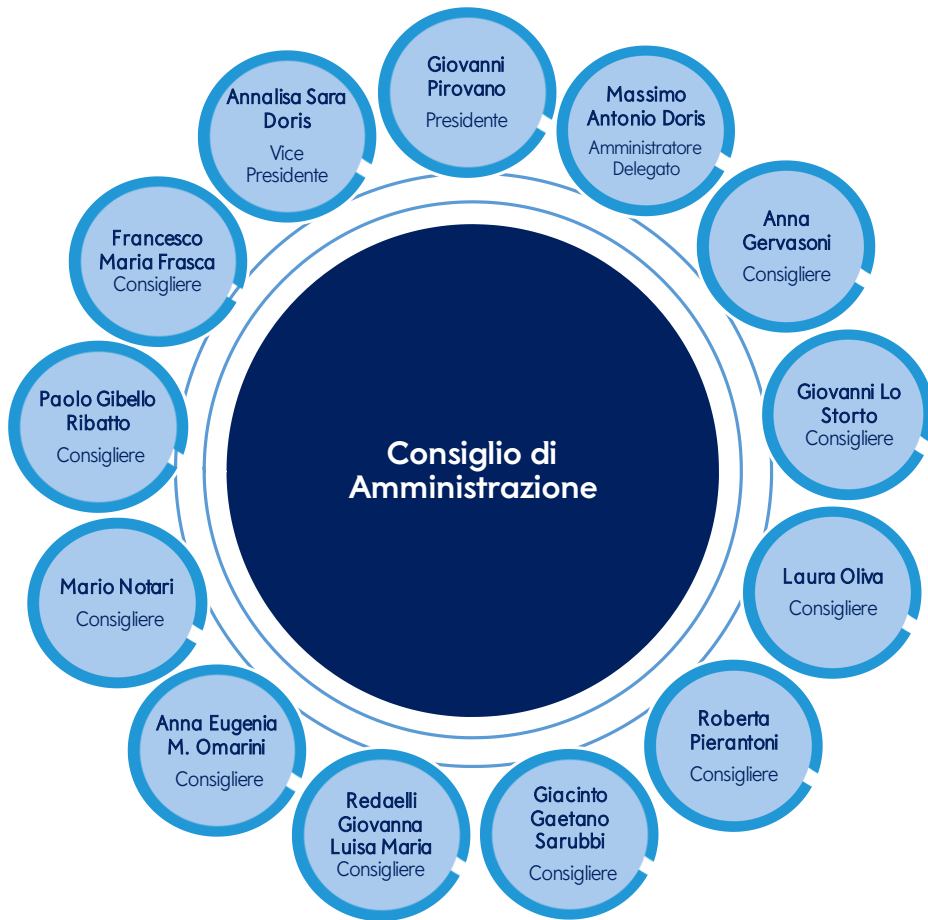 Giovanni
Pirovano
Presidente
Massimo
Antonio Doris
Amministratore
Delegato
Anna
Gervasoni
Consigliere
Giovanni Lo
Storto
Consigliere
Laura Oliva
Consigliere
Roberta
Pierantoni
Consigliere
Giacinto
Gaetano
Sarubbi
Consigliere
Redaelli
Giovanna
Luisa Maria
Consigliere
Anna Eugenia
M. Omarini
Consigliere
Mario Notari
Consigliere
Paolo Gibello
Ribatto
Consigliere
Francesco
Maria Frasca
Consigliere
Annalisa Sara
Doris
Vice
Presidente
Consiglio di
Amministrazione